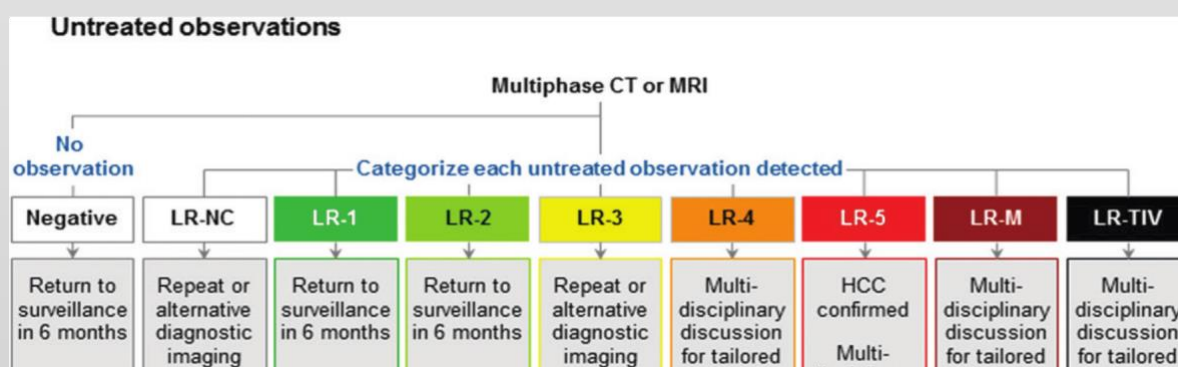 Untreated observations
Multiphase CT or MRI
No
observation
Categorize each untreated observation detected
Negative
LR-NC
LR-1
LR-2
LR-3
LR-4
LR-5
LR-M
LR-TIV
Return to
surveillance
in 6 months
Repeat or
alternative
diagnostic
imaging
Return to
surveillance
in 6 months
Return to
surveillance
in 6 months
Repeat or
alternative
diagnostic
imaging
Multi-
disciplinary
discussion
for tailored
HCC
confirmed
Multi-
Multi-
disciplinary
discussion
for tailored
Multi-
disciplinary
discussion
for tailored